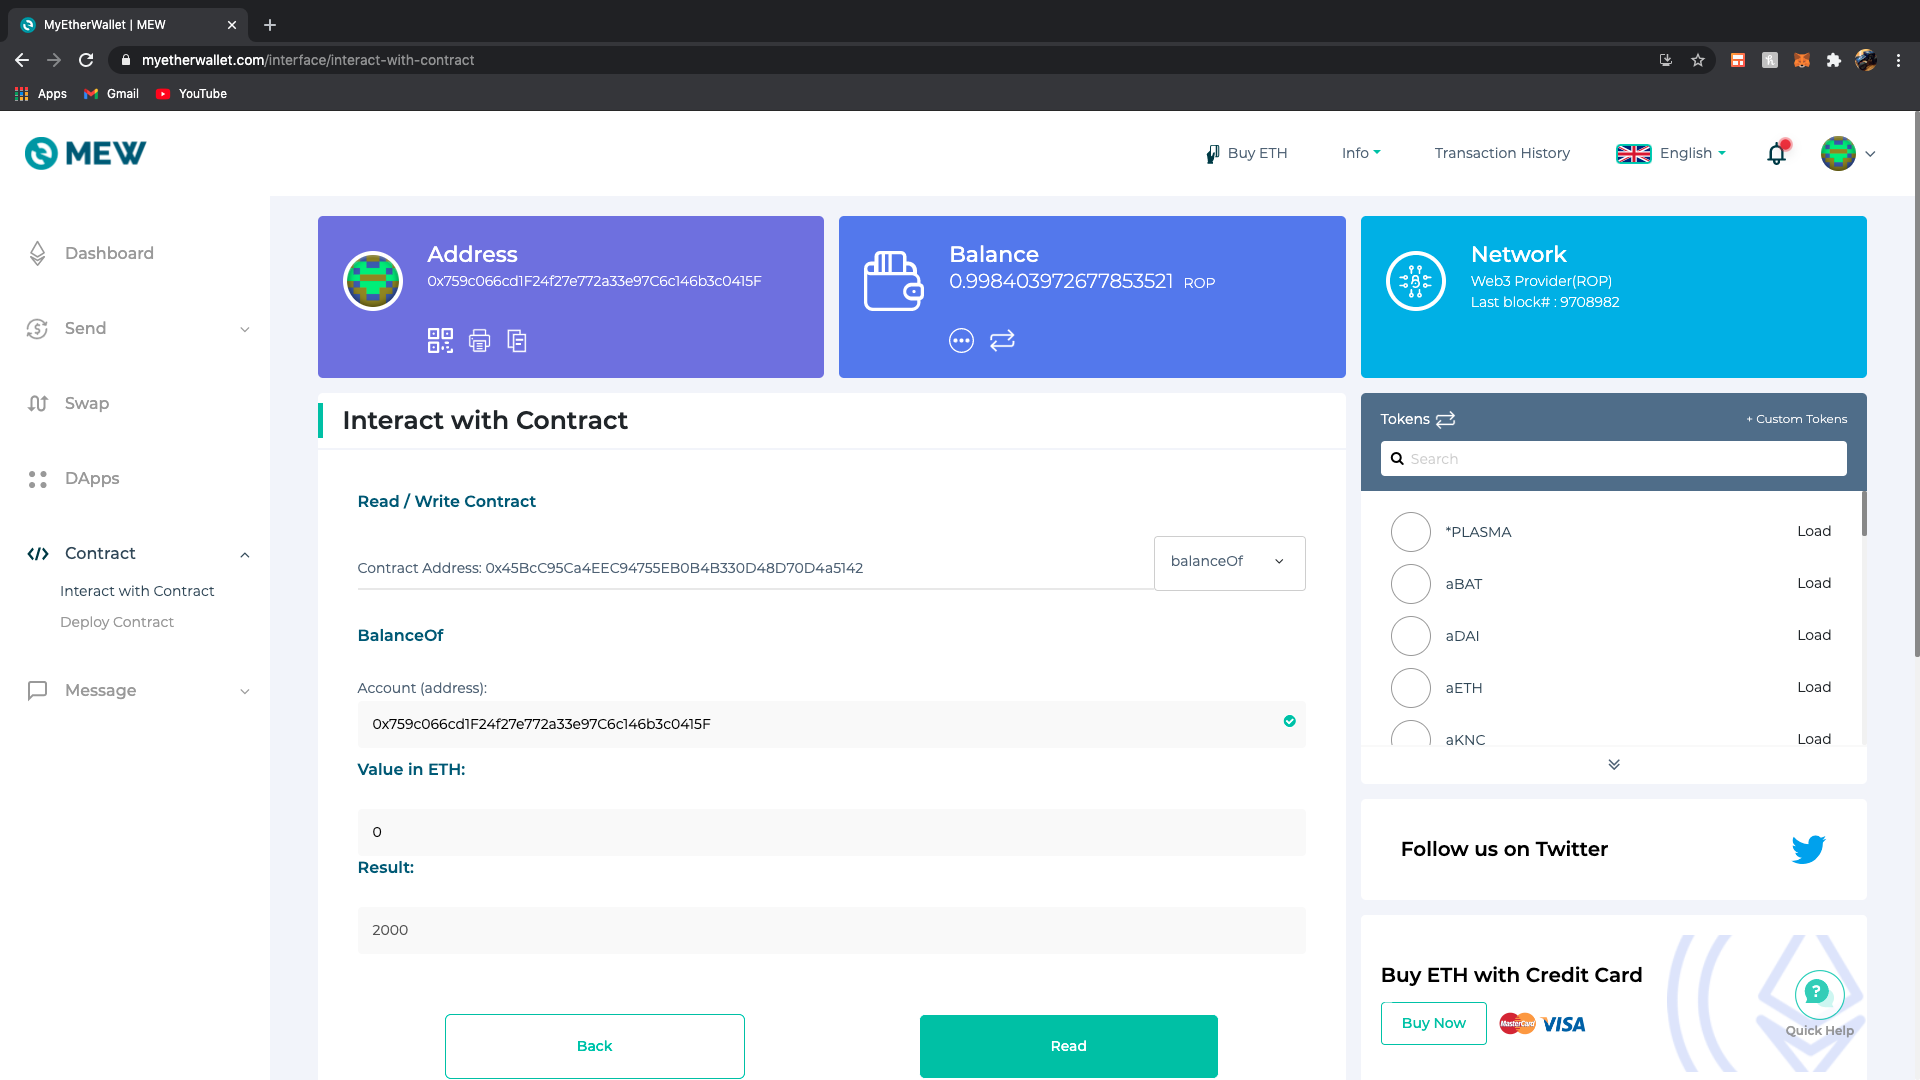 MyEtherWallet | MEW
myetherwallet.com/interface/interact-with-contract
Apps
Gmail
YouTube
MEW
Buy ETH
Info
Transaction History
English
Dashboard
Send
Swap
DApps
Contract
Interact with Contract
Deploy Contract
Message
Address
0x759c066cd1F24f27e772a33e97C6c146b3c0415F
Balance
0.998403972677853521 ROP
Network
Web3 Provider(ROP)
Last block# : 9708982
Interact with Contract
Read / Write Contract
Contract Address: 0x45BcC95Ca4EEC94755EB0B4B330D48D70D4a5142
balanceOf
BalanceOf
Account (address):
0x759c066cd1F24f27e772a33e97C6c146b3c0415F
Value in ETH:
0
Result:
2000
Back
Read
Tokens
+ Custom Tokens
Search
*PLASMA
Load
aBAT
Load
aDAI
Load
aETH
Load
aKNC
Load
Follow us on Twitter
Buy ETH with Credit Card
Buy Now
MasterCard
VISA
?
Quick Help